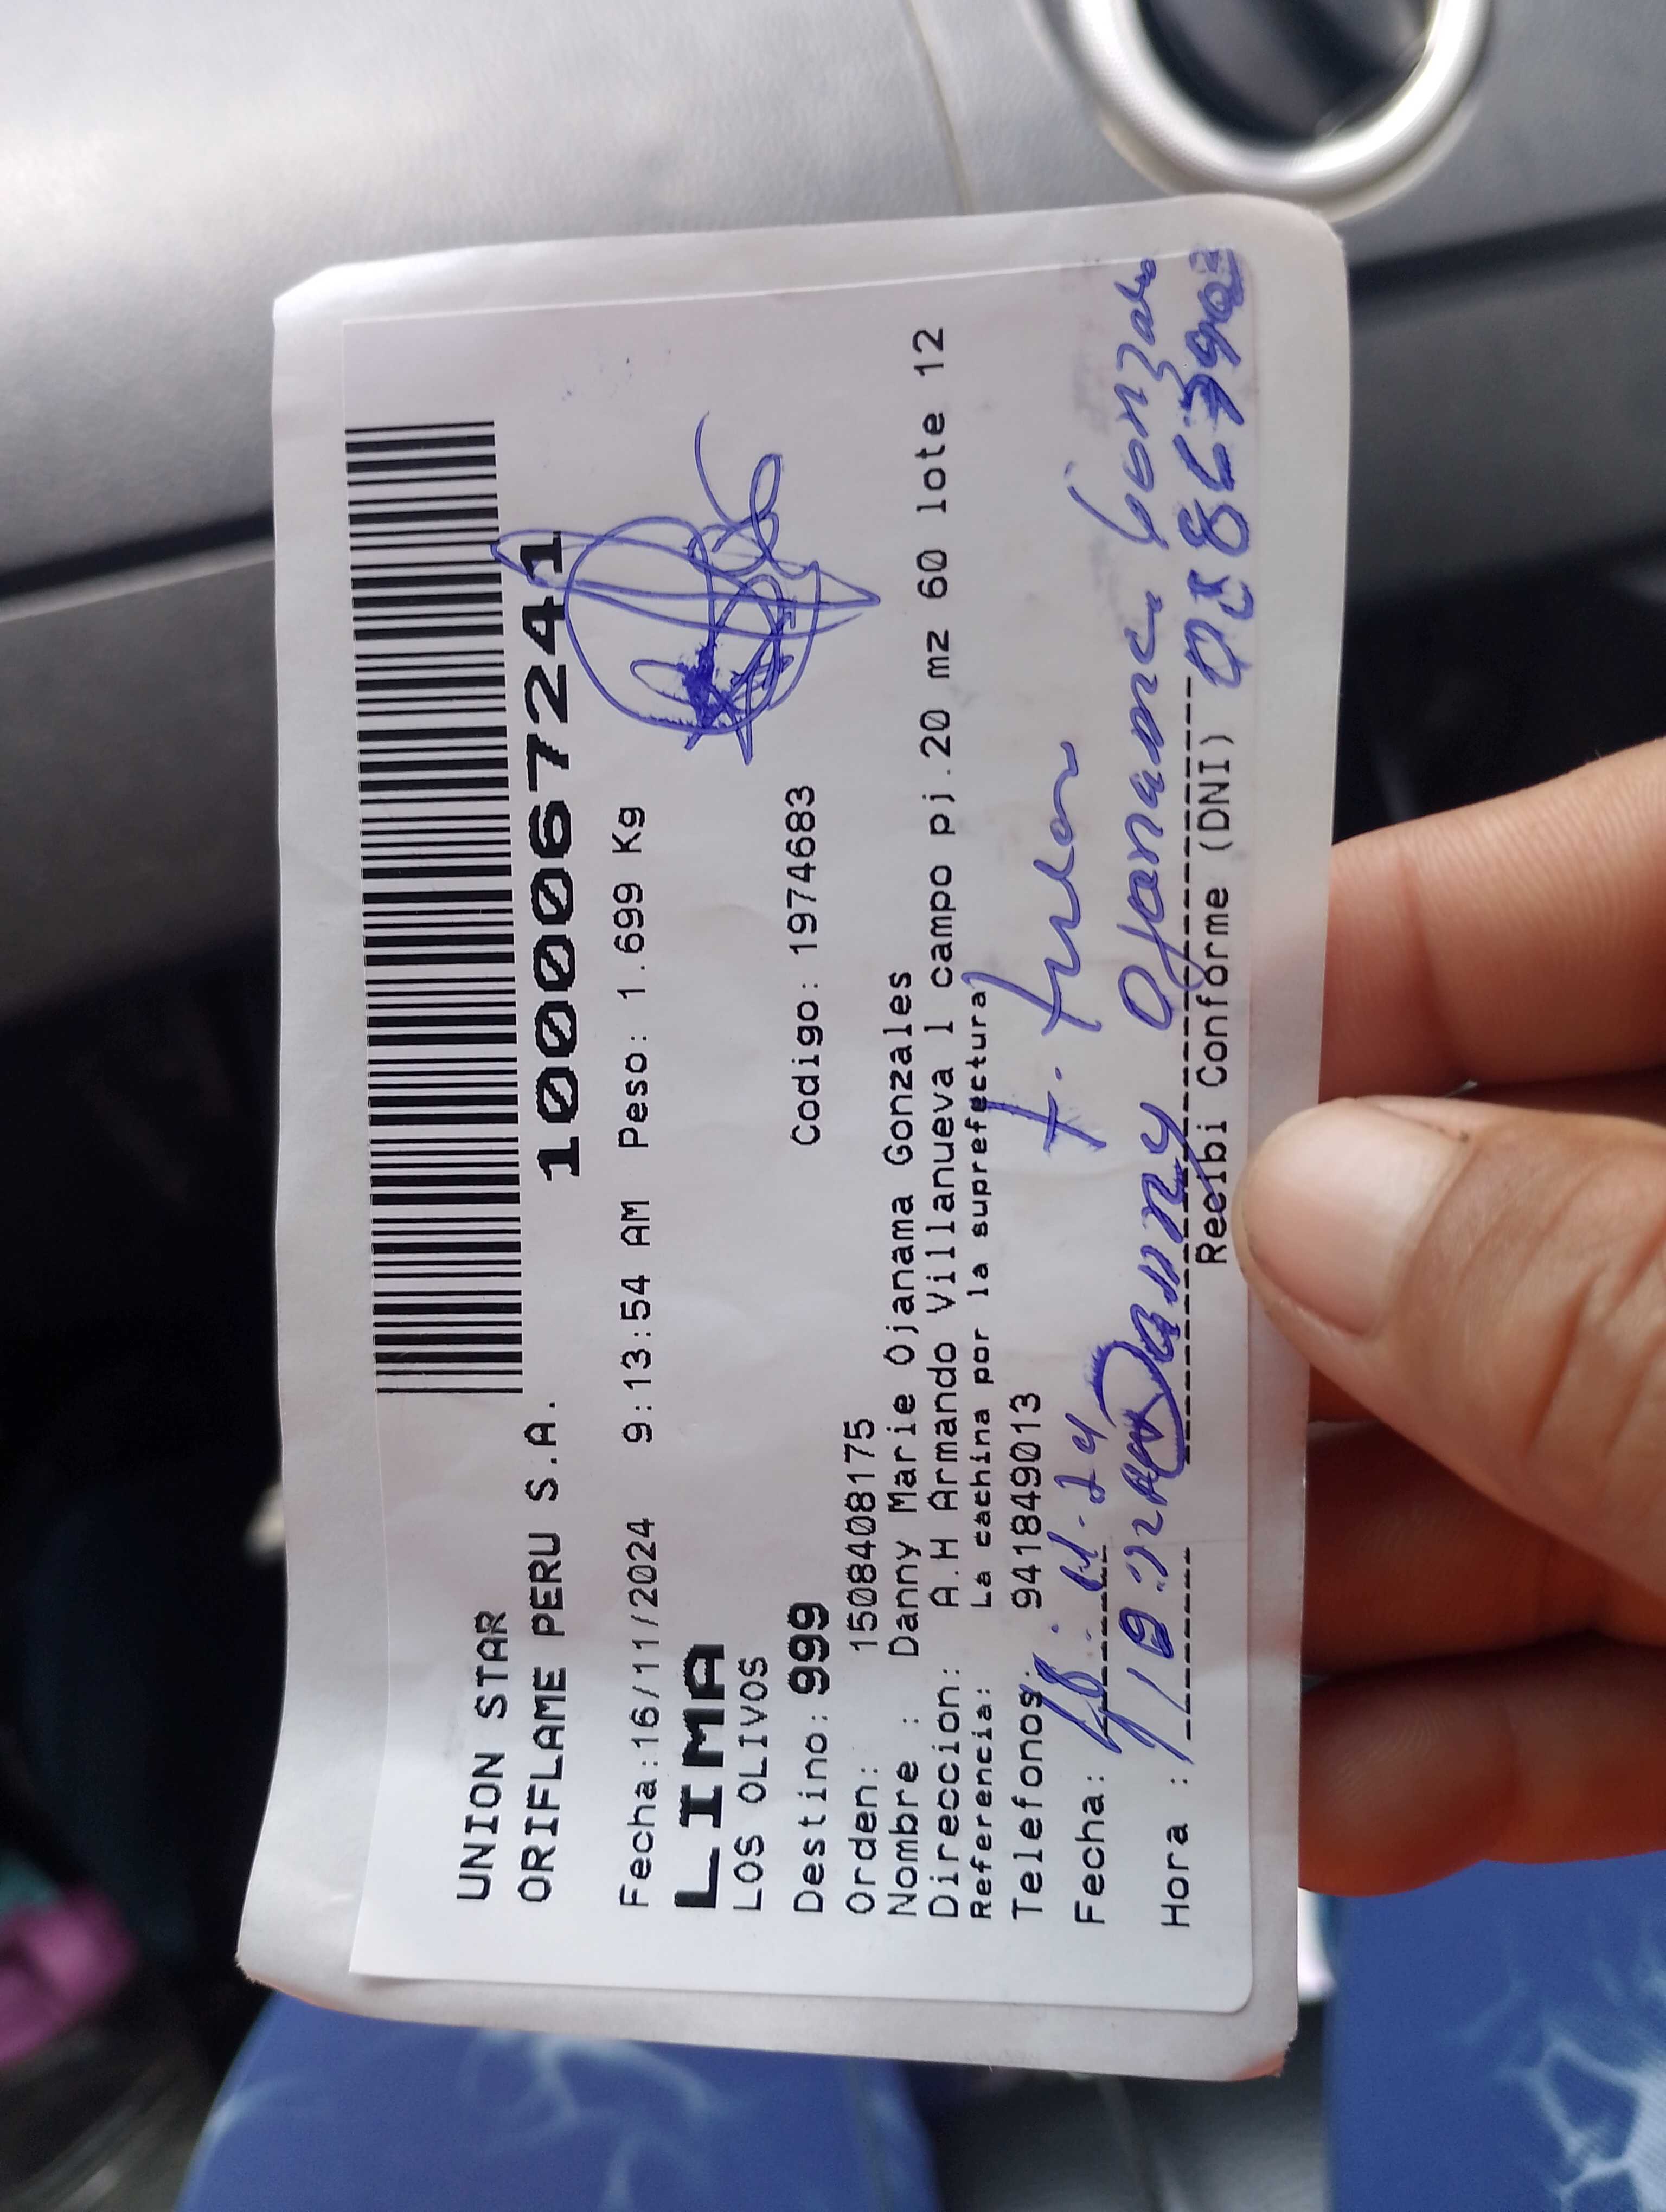 UNION STAR
ORIFLAME PERU S.A. 1000067241
Fecha:16/11/2024 9:13:54 AM Peso: 1.699 Kg
LIMA
LOS OLIVOS
Destino: 999 Codigo: 1974683
Orden: 1508408175
Nombre : Danny Marie Ojanama Gonzales
Direccion: A.H Armando Villanueva 1 campo pj.20 mz 60 lote 12
Referencia: La cachina por la suprefectura
Telefonos: 941849013
Fecha: 18.11.24
Hora : Danny Ojanama Gonzales
Recibi Conforme (DNI)